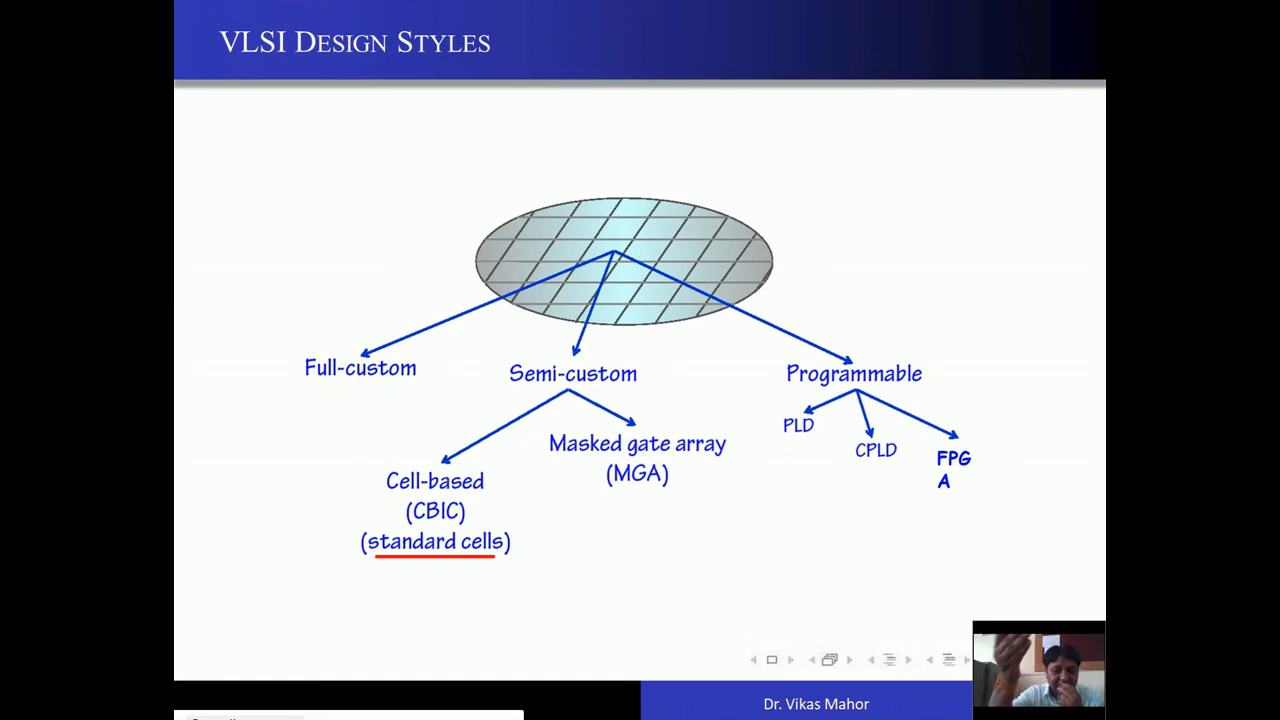 VLSI DESIGN STYLES
Full-custom
Semi-custom
Programmable
PLD
CPLD
FPG
A
Masked gate array
(MGA)
Cell-based
(CBIC)
(standard cells)
Dr. Vikas Mahor